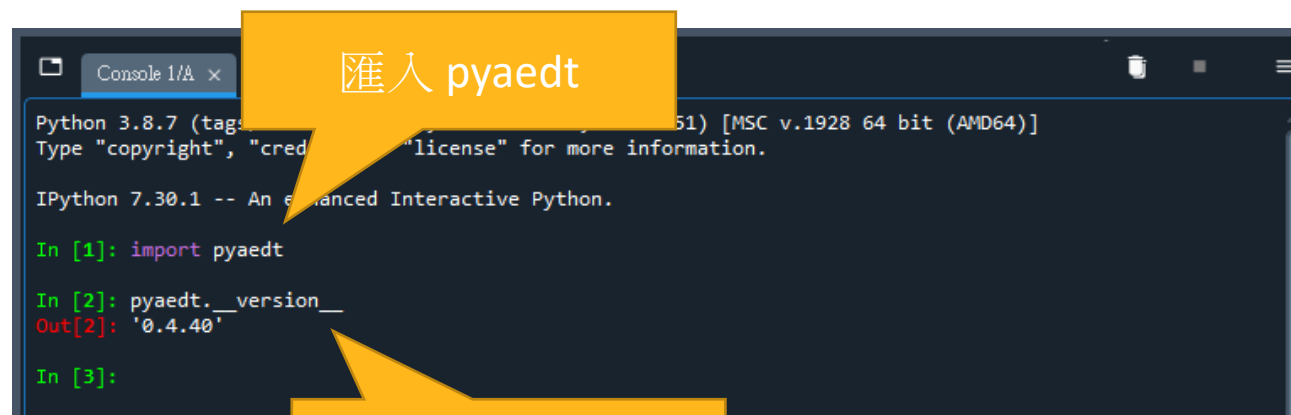 匯入 pyaedt
Console 1/A ×
Python 3.8.7 (tags 51) [MSC v.1928 64 bit (AMD64)]
Type "copyright", "cred "license" for more information.
IPython 7.30.1 -- An enhanced Interactive Python.
In [1]: import pyaedt
In [2]: pyaedt.__version__
Out[2]: '0.4.40'
In [3]: